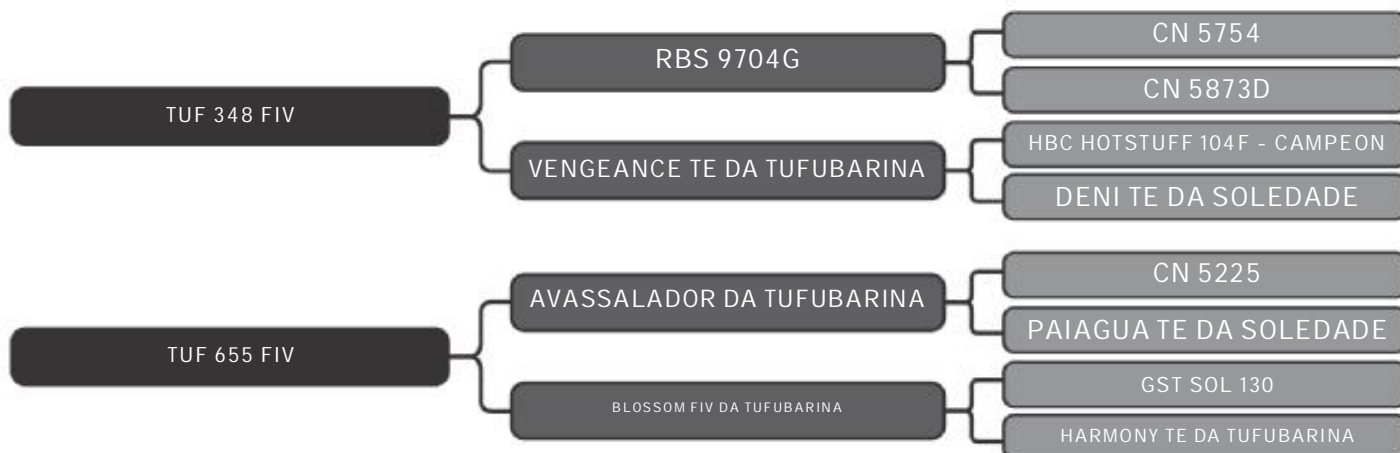 TUF 348 FIV
RBS 9704G
VENGEANCE TE DA TUFUBARINA
CN 5754
CN 5873D
HBC HOTSTUFF 104F - CAMPEON
DENI TE DA SOLEDADE
TUF 655 FIV
AVASSALADOR DA TUFUBARINA
BLOSSOM FIV DA TUFUBARINA
CN 5225
PAIAGUA TE DA SOLEDADE
GST SOL 130
HARMONY TE DA TUFUBARINA